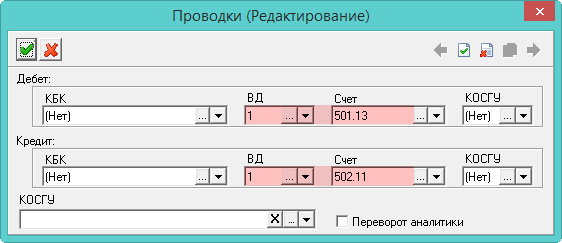 Проводки (Редактирование)
Дебет:
КБК ВД Счет КОСГУ
(Нет) ... 1 ... 501.13 ... (Нет) ...
Кредит:
КБК ВД Счет КОСГУ
(Нет) ... 1 ... 502.11 ... (Нет) ...
КОСГУ
X ... Переворот аналитики